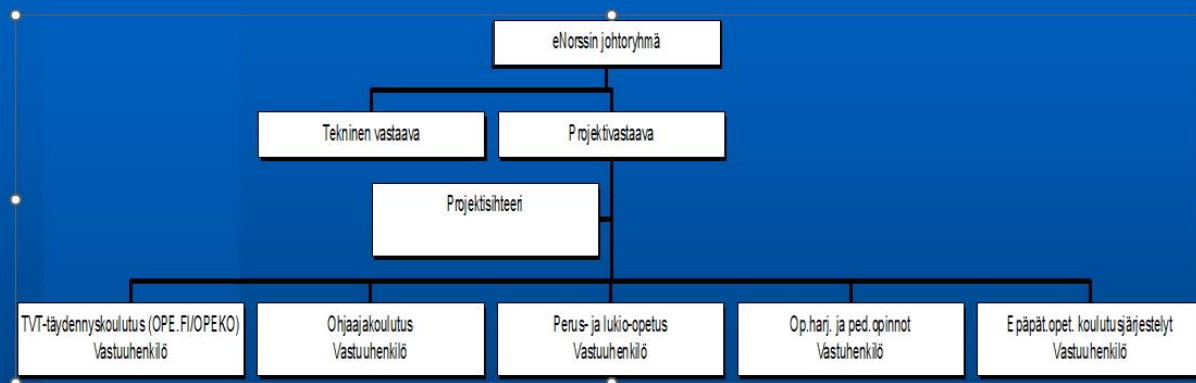 eNorssin johtoryhmä
Tekninen vastaava
Projektivastaava
Projektisihteeri
TVT-täydennyskoulutus (OPE.FI/OPEKO)
Vastuuhenkilö
Ohjaajakoulutus
Vastuuhenkilö
Perus- ja lukio-opetus
Vastuuhenkilö
Op.harj. ja ped.opinnot
Vastuhenkilö
Epäpät.opet. koulutusjärjestelyt
Vastuuhenkilö